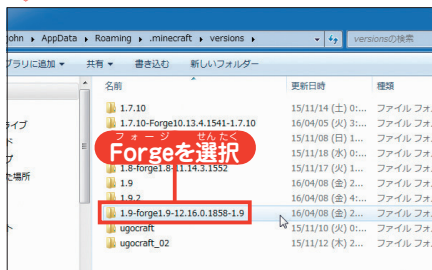 john ▸ AppData ▸ Roaming ▸ .minecraft ▸ versions ▸ versionsの検索
ブラリに追加 ▼ 共有 ▼ 書き込む 新しいフォルダー
名前 更新日時 種類
1.7.10 15/11/14 (土) 0:... ファイル フォ
ライブ 1.7.10-Forge10.13.4.1541-1.7.10 16/04/05 (火) 3:... ファイル フォ
15/11/08 (日) 1... ファイル フォ
フォージ せんたく
Forgeを選択
15/11/18 (水) 0:... ファイル フォ
た場所 1.8-forge1.8-11.14.3.1552 15/11/17 (火) 1... ファイル フォ
1.9 16/04/08 (金) 2... ファイル フォ
1.9.2 16/04/08 (金) 4:... ファイル フォ
1.9-forge1.9-12.16.0.1858-1.9 16/04/08 (金) 2... ファイル フォ
ugocraft 15/11/10 (火) 0:... ファイル フォ
ugocraft_02 15/11/12 (木) 2... ファイル フォ